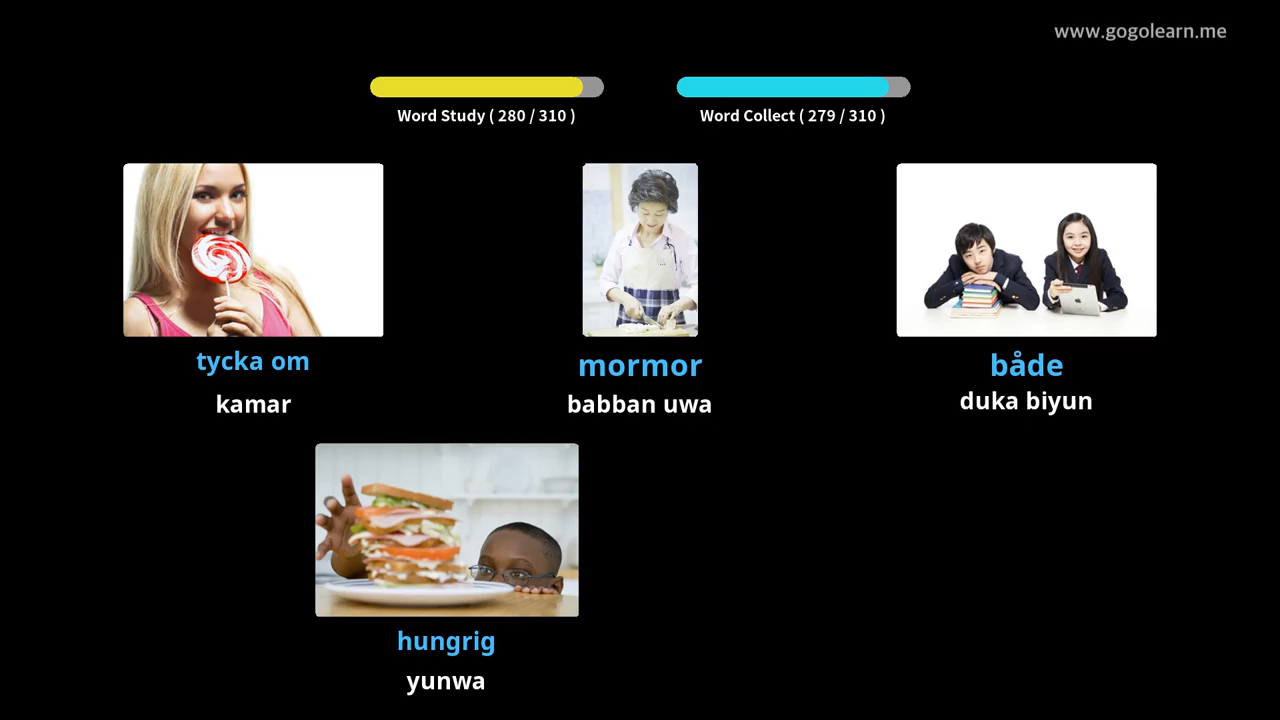 www.gogolearn.me
Word Study ( 280 / 310 )
Word Collect ( 279 / 310 )
tycka om
kamar
mormor
babban uwa
både
duka biyun
hungrig
yunwa